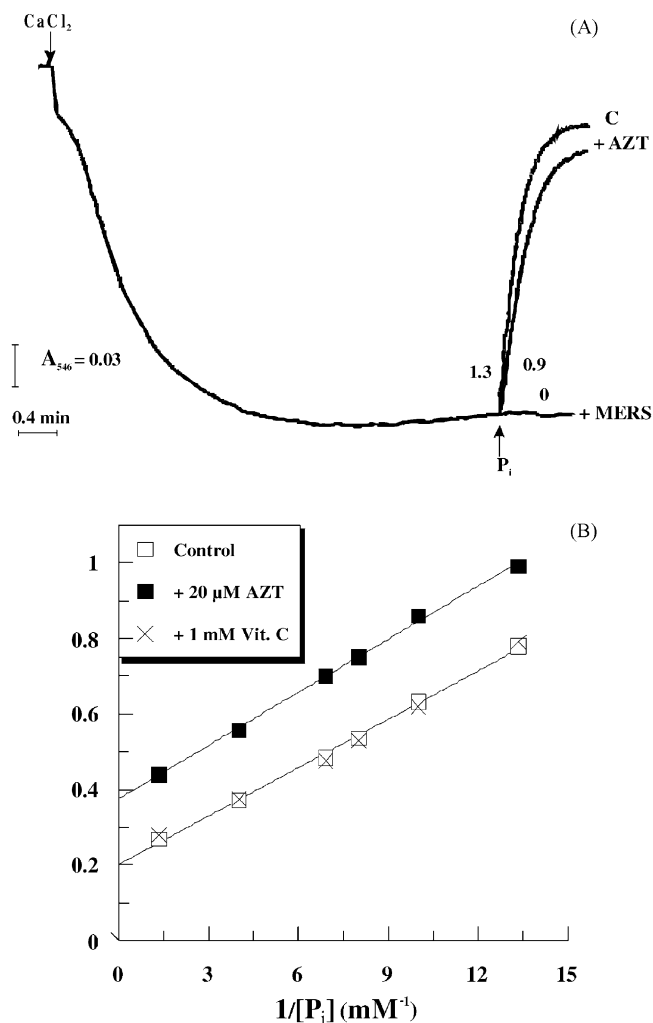 CaCl₂
(A)
C
+ AZT
A₅₄₆ = 0.03
1.3
0.9
0
0.4 min
+ MERS
Pᵢ
(B)
Control
+ 20 µM AZT
+ 1 mM Vit. C
1
0.8
0.6
0.4
0.2
0
0 3 6 9 12 15
1/[Pᵢ] (mM⁻¹)